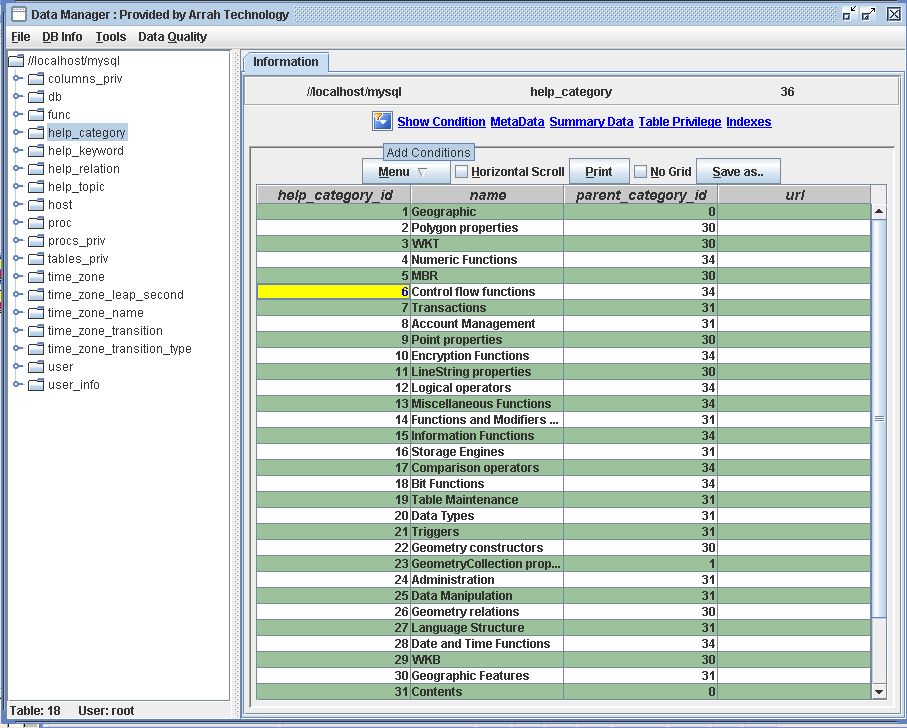 Data Manager : Provided by Arrah Technology
File DB Info Tools Data Quality
//localhost/mysql
columns_priv
db
func
help_category
help_keyword
help_relation
help_topic
host
proc
procs_priv
tables_priv
time_zone
time_zone_leap_second
time_zone_name
time_zone_transition
time_zone_transition_type
user
user_info
Table: 18 User: root
Information
//localhost/mysql help_category 36
Show Condition MetaData Summary Data Table Privilege Indexes
Add Conditions
Menu Horizontal Scroll Print No Grid Save as..
help_category_id name parent_category_id url
1 Geographic 0
2 Polygon properties 30
3 WKT 30
4 Numeric Functions 34
5 MBR 30
6 Control flow functions 34
7 Transactions 31
8 Account Management 31
9 Point properties 30
10 Encryption Functions 34
11 LineString properties 30
12 Logical operators 34
13 Miscellaneous Functions 34
14 Functions and Modifiers ... 31
15 Information Functions 34
16 Storage Engines 31
17 Comparison operators 34
18 Bit Functions 34
19 Table Maintenance 31
20 Data Types 31
21 Triggers 31
22 Geometry constructors 30
23 GeometryCollection prop... 1
24 Administration 31
25 Data Manipulation 31
26 Geometry relations 30
27 Language Structure 31
28 Date and Time Functions 34
29 WKB 30
30 Geographic Features 31
31 Contents 0